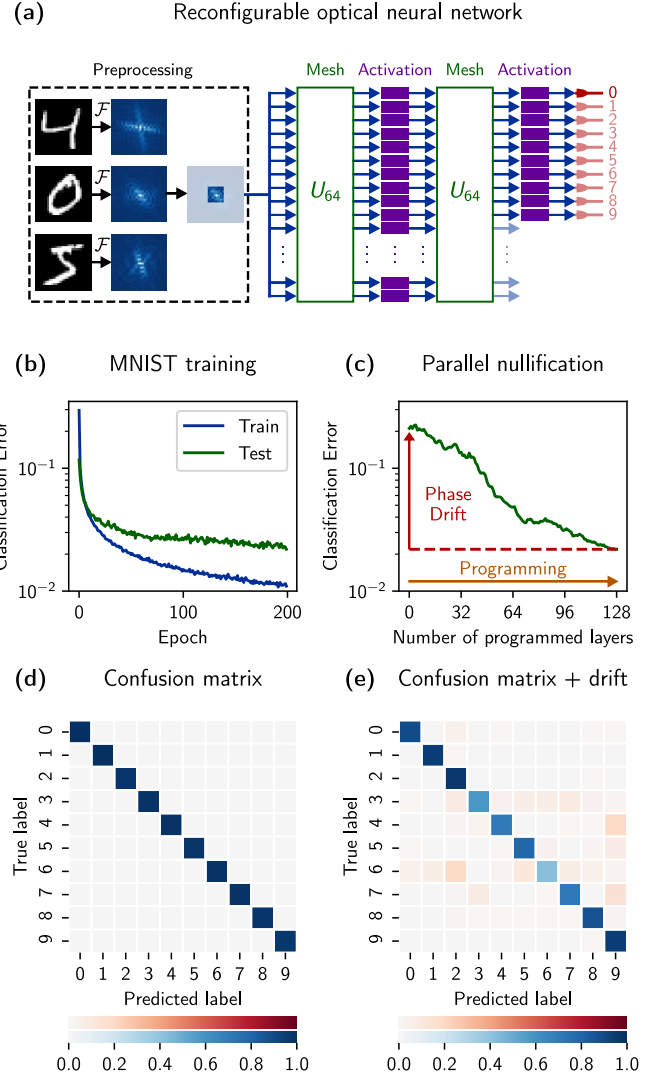 (a) Reconfigurable optical neural network
Preprocessing
Mesh Activation Mesh Activation
ℱ
ℱ
ℱ
U64
U64
0
1
2
3
4
5
6
7
8
9
(b) MNIST training
Classification Error
10⁻¹
10⁻²
Train
Test
0 100 200
Epoch
(c) Parallel nullification
Classification Error
10⁻¹
10⁻²
Phase
Drift
Programming
0 32 64 96 128
Number of programmed layers
(d) Confusion matrix
True label
0
1
2
3
4
5
6
7
8
9
0 1 2 3 4 5 6 7 8 9
Predicted label
0.0 0.2 0.4 0.6 0.8 1.0
(e) Confusion matrix + drift
True label
0
1
2
3
4
5
6
7
8
9
0 1 2 3 4 5 6 7 8 9
Predicted label
0.0 0.2 0.4 0.6 0.8 1.0